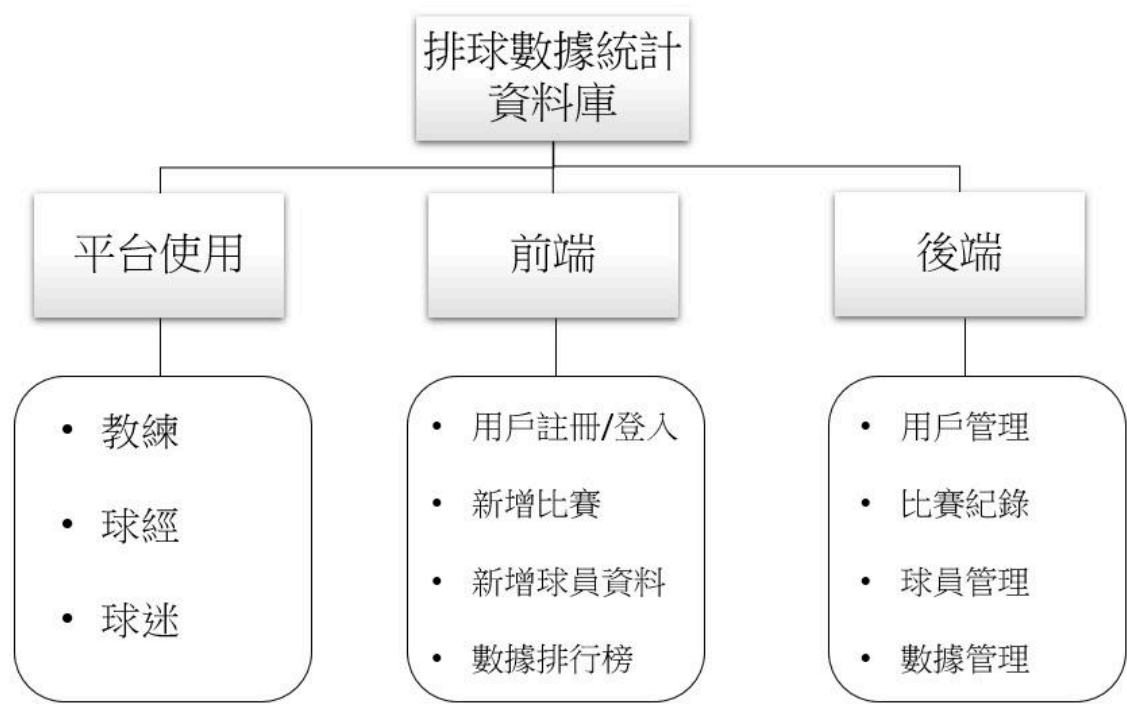 排球數據統計
資料庫
平台使用
前端
後端
• 教練
• 球經
• 球迷
• 用戶註冊/登入
• 新增比賽
• 新增球員資料
• 數據排行榜
• 用戶管理
• 比賽紀錄
• 球員管理
• 數據管理